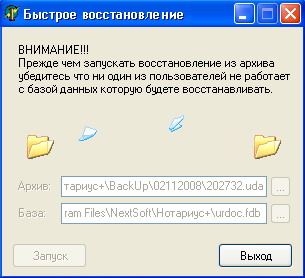 Быстрое восстановление
ВНИМАНИЕ!!!
Прежде чем запускать восстановление из архива
убедитесь что ни один из пользователей не работает
с базой данных которую будете восстанавливать.
Архив: тариус+\BackUp\02112008\202732.uda ...
База: ram Files\NextSoft\Нотариус+\urdoc.fdb ...
Запуск Выход